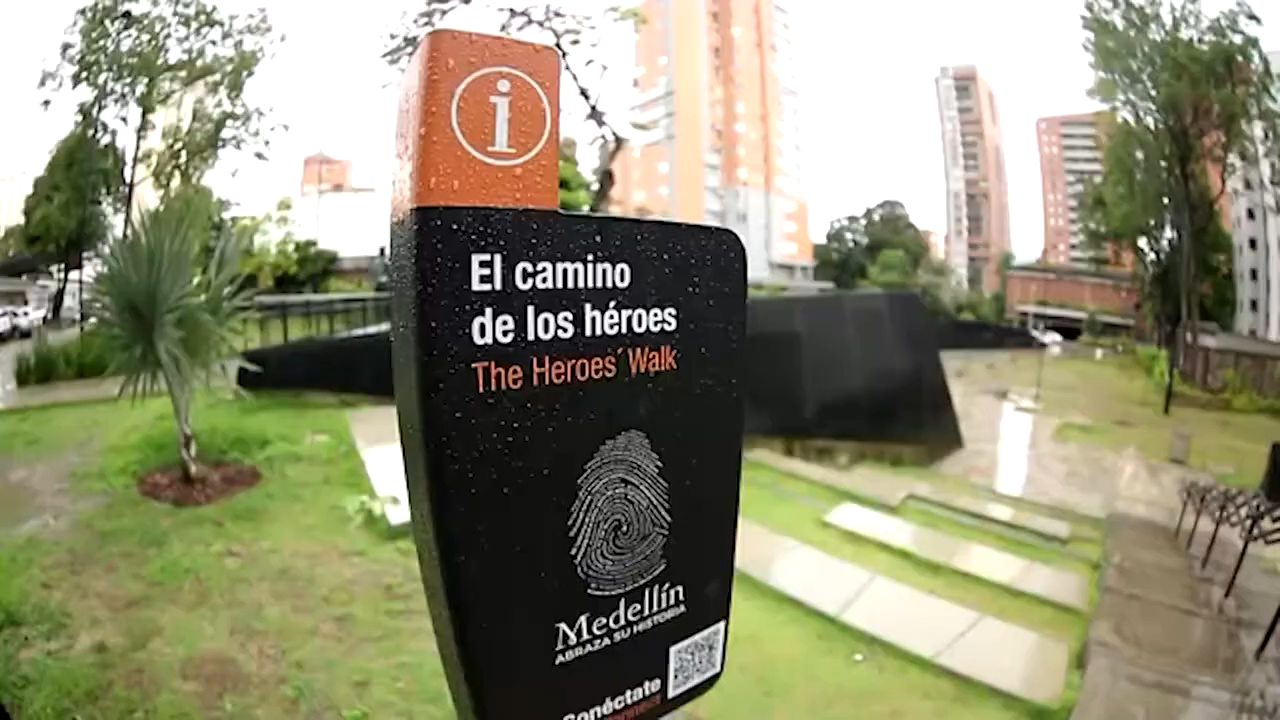 i
El camino
de los héroes
The Heroes´ Walk
Medellín
ABRAZA SU HISTORIA
Conéctate